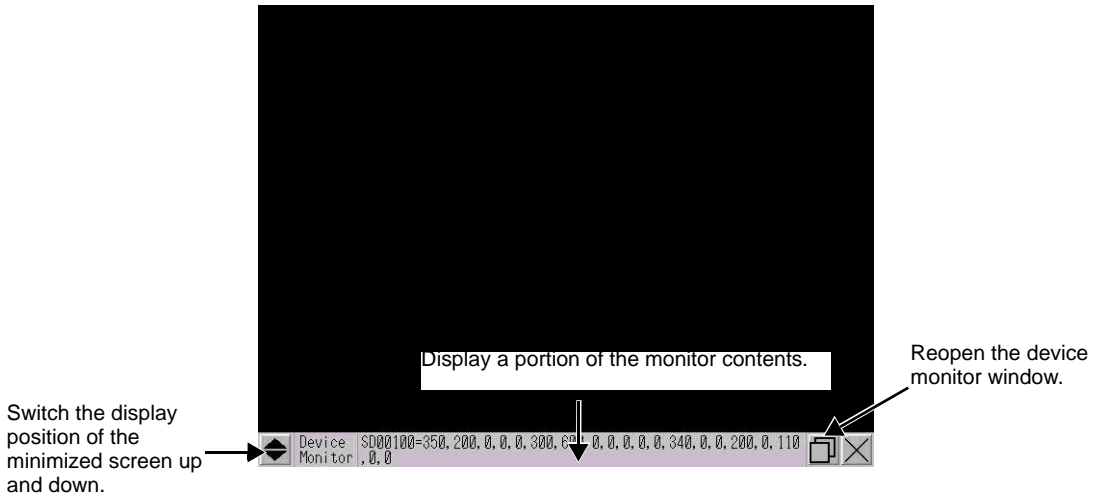 Display a portion of the monitor contents.
Reopen the device
monitor window.
Switch the display
position of the
minimized screen up
and down.
Device
Monitor
SD00100=350,200,0,0,0,300,600,0,0,0,0,0,340,0,0,200,0,110
,0,0